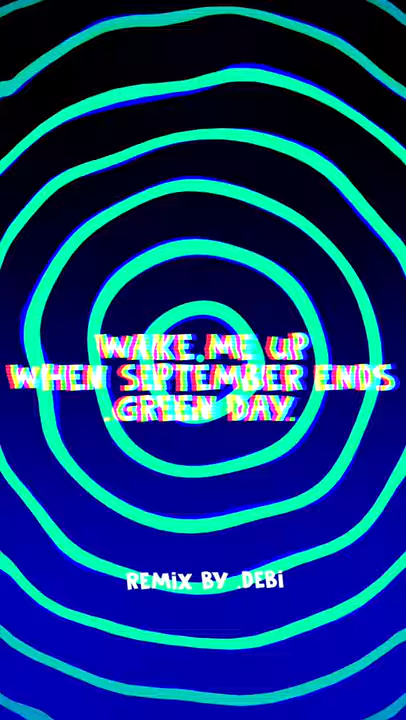 WAKE ME UP
WHEN SEPTEMBER ENDS
.GREEN DAY.
REMiX BY .DEBi